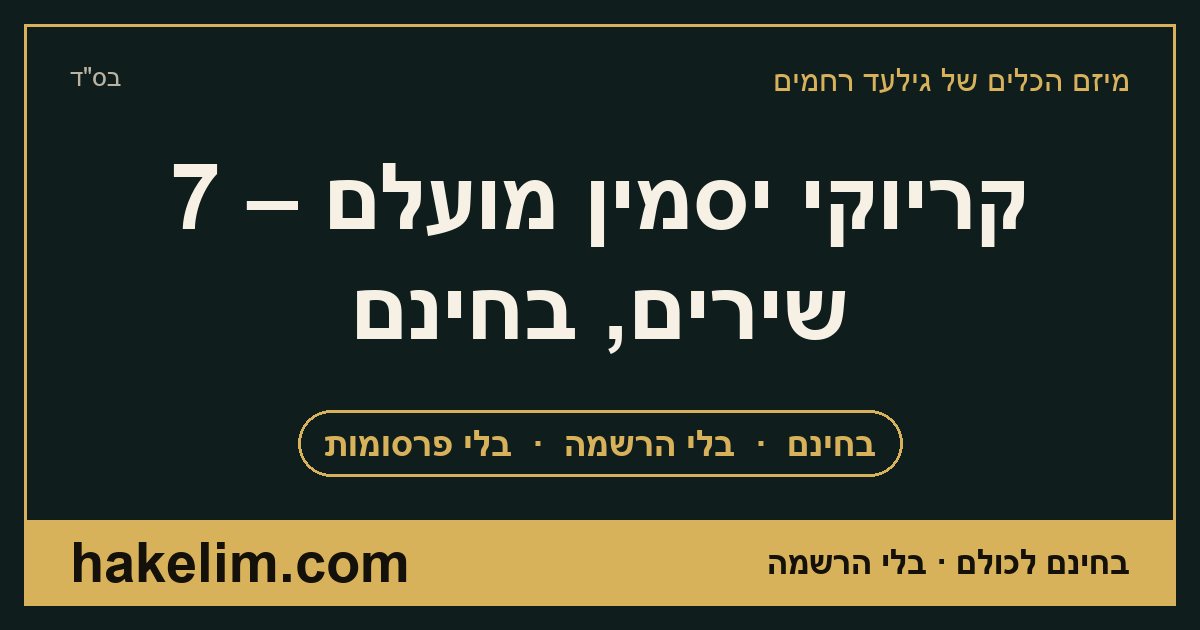 מיזם הכלים של גילעד רחמים
בס"ד
קריוקי יסמין מועלם – 7
שירים, בחינם
בחינם · בלי הרשמה · בלי פרסומות
בחינם לכולם · בלי הרשמה
hakelim.com